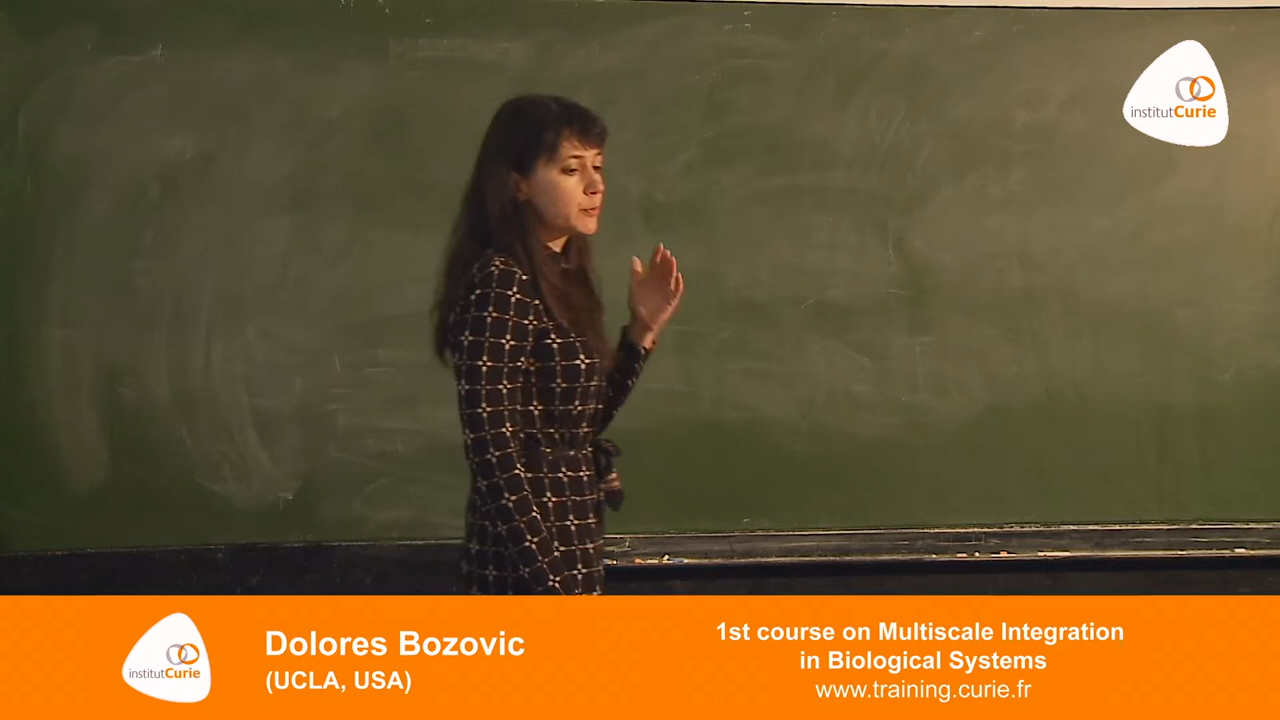 institutCurie
institutCurie
Dolores Bozovic
(UCLA, USA)
1st course on Multiscale Integration
in Biological Systems
www.training.curie.fr